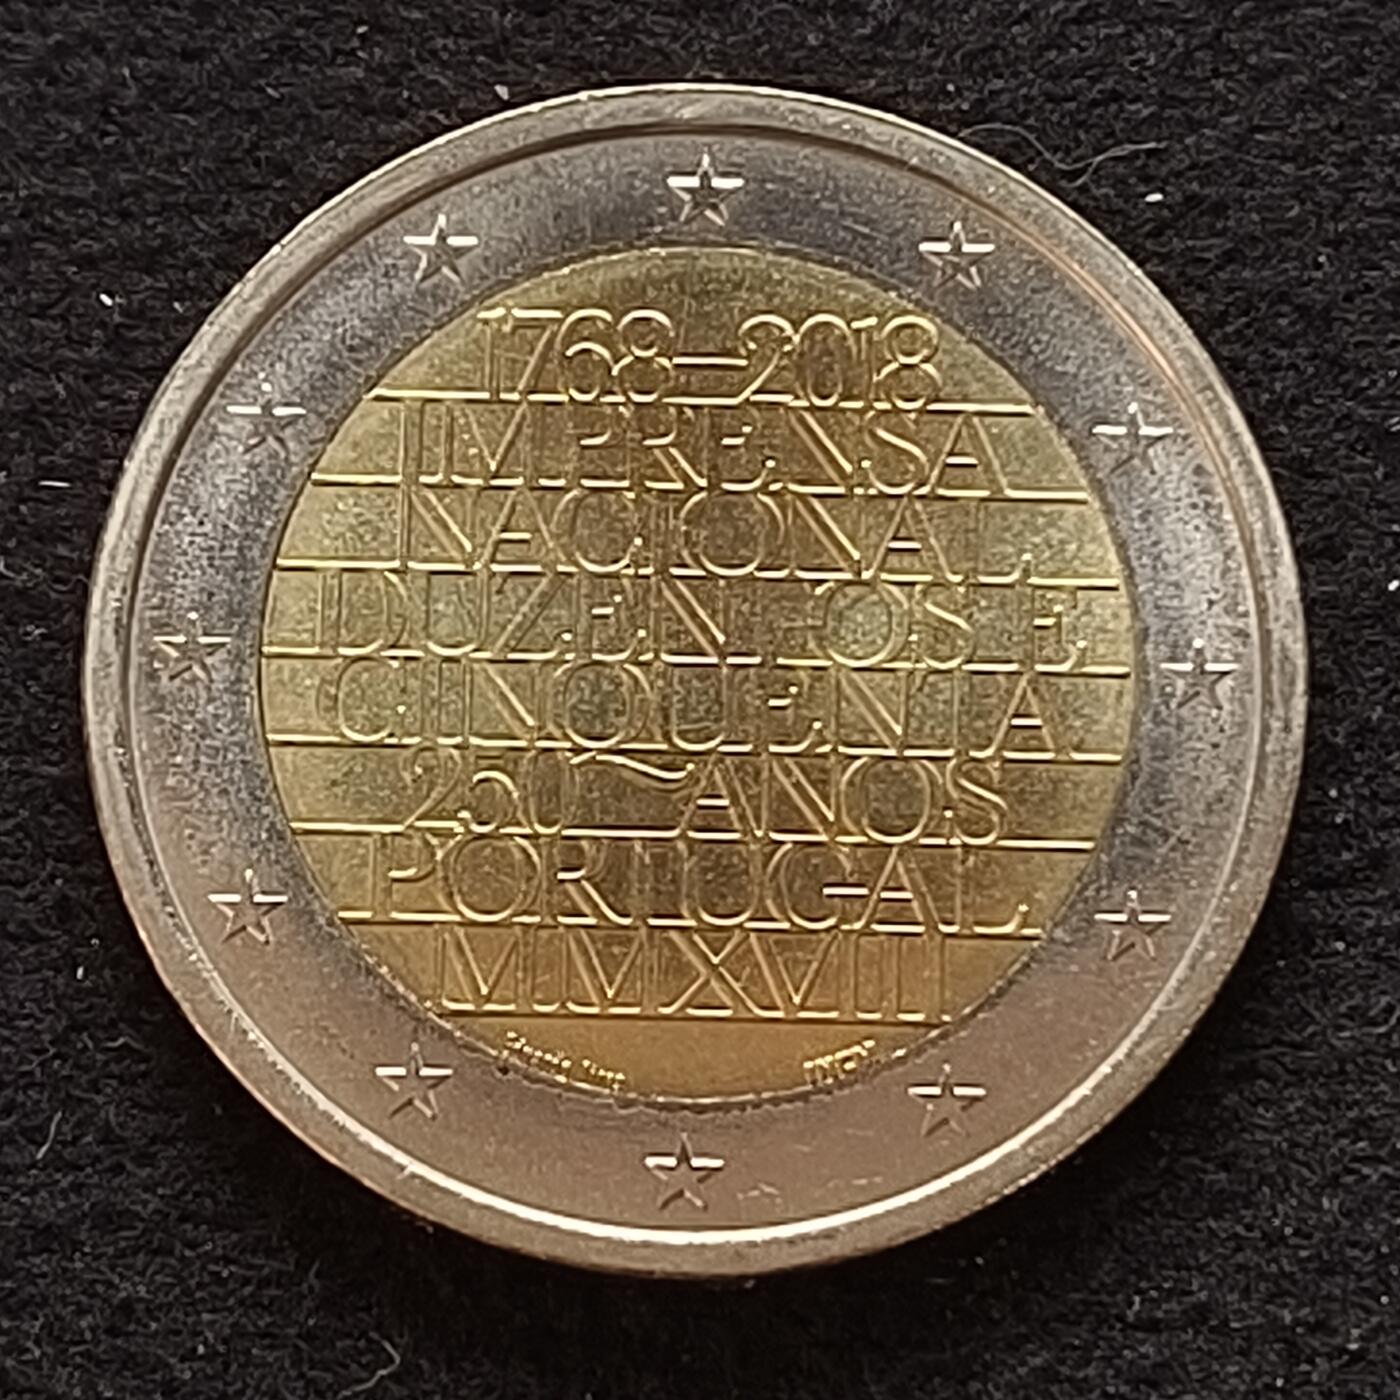 1768–2018
IMPRENSA
NACIONAL
DUZENTOS E
CINQUENTA
250~ANOS
PORTUGAL
MMXVIII
INCM